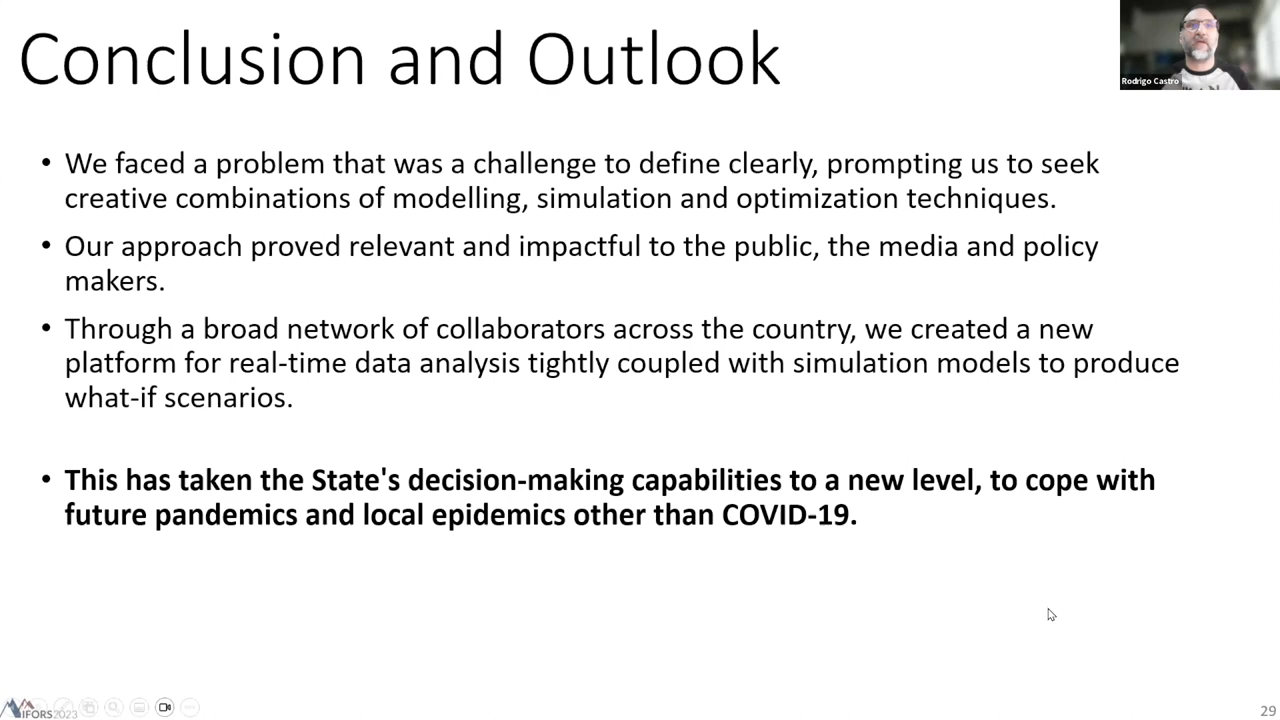 Conclusion and Outlook
Rodrigo Castro
• We faced a problem that was a challenge to define clearly, prompting us to seek
creative combinations of modelling, simulation and optimization techniques.
• Our approach proved relevant and impactful to the public, the media and policy
makers.
• Through a broad network of collaborators across the country, we created a new
platform for real-time data analysis tightly coupled with simulation models to produce
what-if scenarios.
• This has taken the State's decision-making capabilities to a new level, to cope with
future pandemics and local epidemics other than COVID-19.
IFORS2023
29